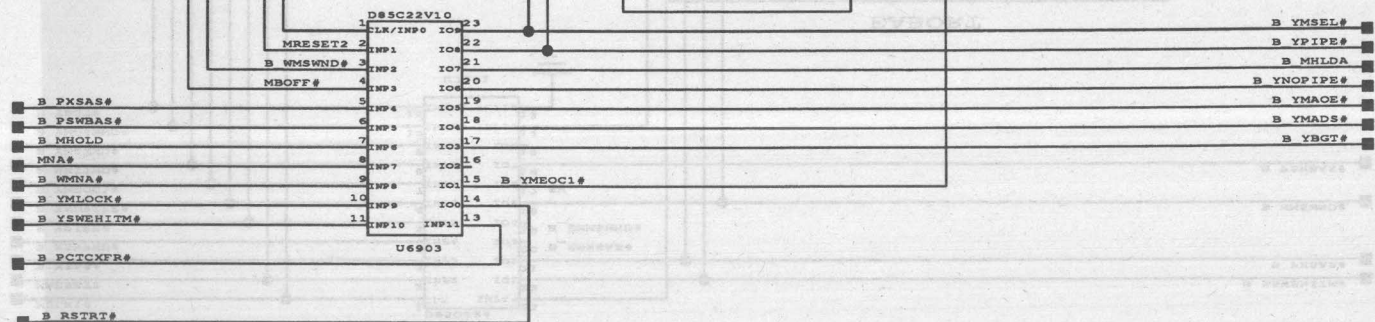 D85C22V10
1 CLK/INP0 IO9 23 B YMSEL#
MRESET2 2 INP1 IO8 22 B YPIPE#
B WMSWND# 3 INP2 IO7 21 B MHLDA
MBOFF# 4 INP3 IO6 20 B YNOPIPE#
B PXSAS# 5 INP4 IO5 19 B YMAOE#
B PSWBAS# 6 INP5 IO4 18 B YMADS#
B MHOLD 7 INP6 IO3 17 B YBGT#
MNA# 8 INP7 IO2 16
B WMNA# 9 INP8 IO1 15 B YMEOC1#
B YMLOCK# 10 INP9 IO0 14
B YSWEHITM# 11 INP10 INP11 13
U6903
B PCTCXFR#
B RSTRT#